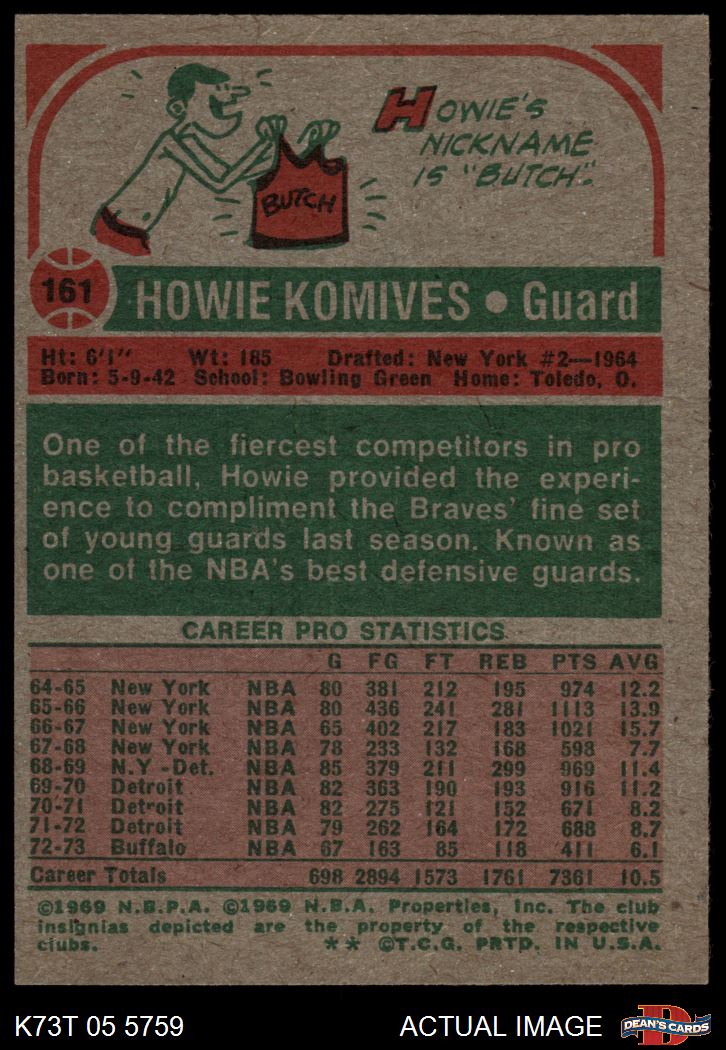 HOWIE'S
NICKNAME
IS "BUTCH".
BUTCH
161 HOWIE KOMIVES • Guard
Ht: 6'1" Wt: 185 Drafted: New York #2—1964
Born: 5-9-42 School: Bowling Green Home: Toledo, O.
One of the fiercest competitors in pro
basketball, Howie provided the experi-
ence to compliment the Braves' fine set
of young guards last season. Known as
one of the NBA's best defensive guards.
CAREER PRO STATISTICS
G FG FT REB PTS AVG
64-65 New York NBA 80 381 212 195 974 12.2
65-66 New York NBA 80 436 241 281 1113 13.9
66-67 New York NBA 65 402 217 183 1021 15.7
67-68 New York NBA 78 233 132 168 598 7.7
68-69 N.Y -Det. NBA 85 379 211 299 969 11.4
69-70 Detroit NBA 82 363 190 193 916 11.2
70-71 Detroit NBA 82 275 121 152 671 8.2
71-72 Detroit NBA 79 262 164 172 688 8.7
72-73 Buffalo NBA 67 163 85 118 411 6.1
Career Totals 698 2894 1573 1761 7361 10.5
©1969 N.B.P.A. ©1969 N.B.A. Properties, Inc. The club
insignias depicted are the property of the respective
clubs. ** ©T.C.G. PRTD. IN U.S.A.
K73T 05 5759 ACTUAL IMAGE D DEAN'S CARDS